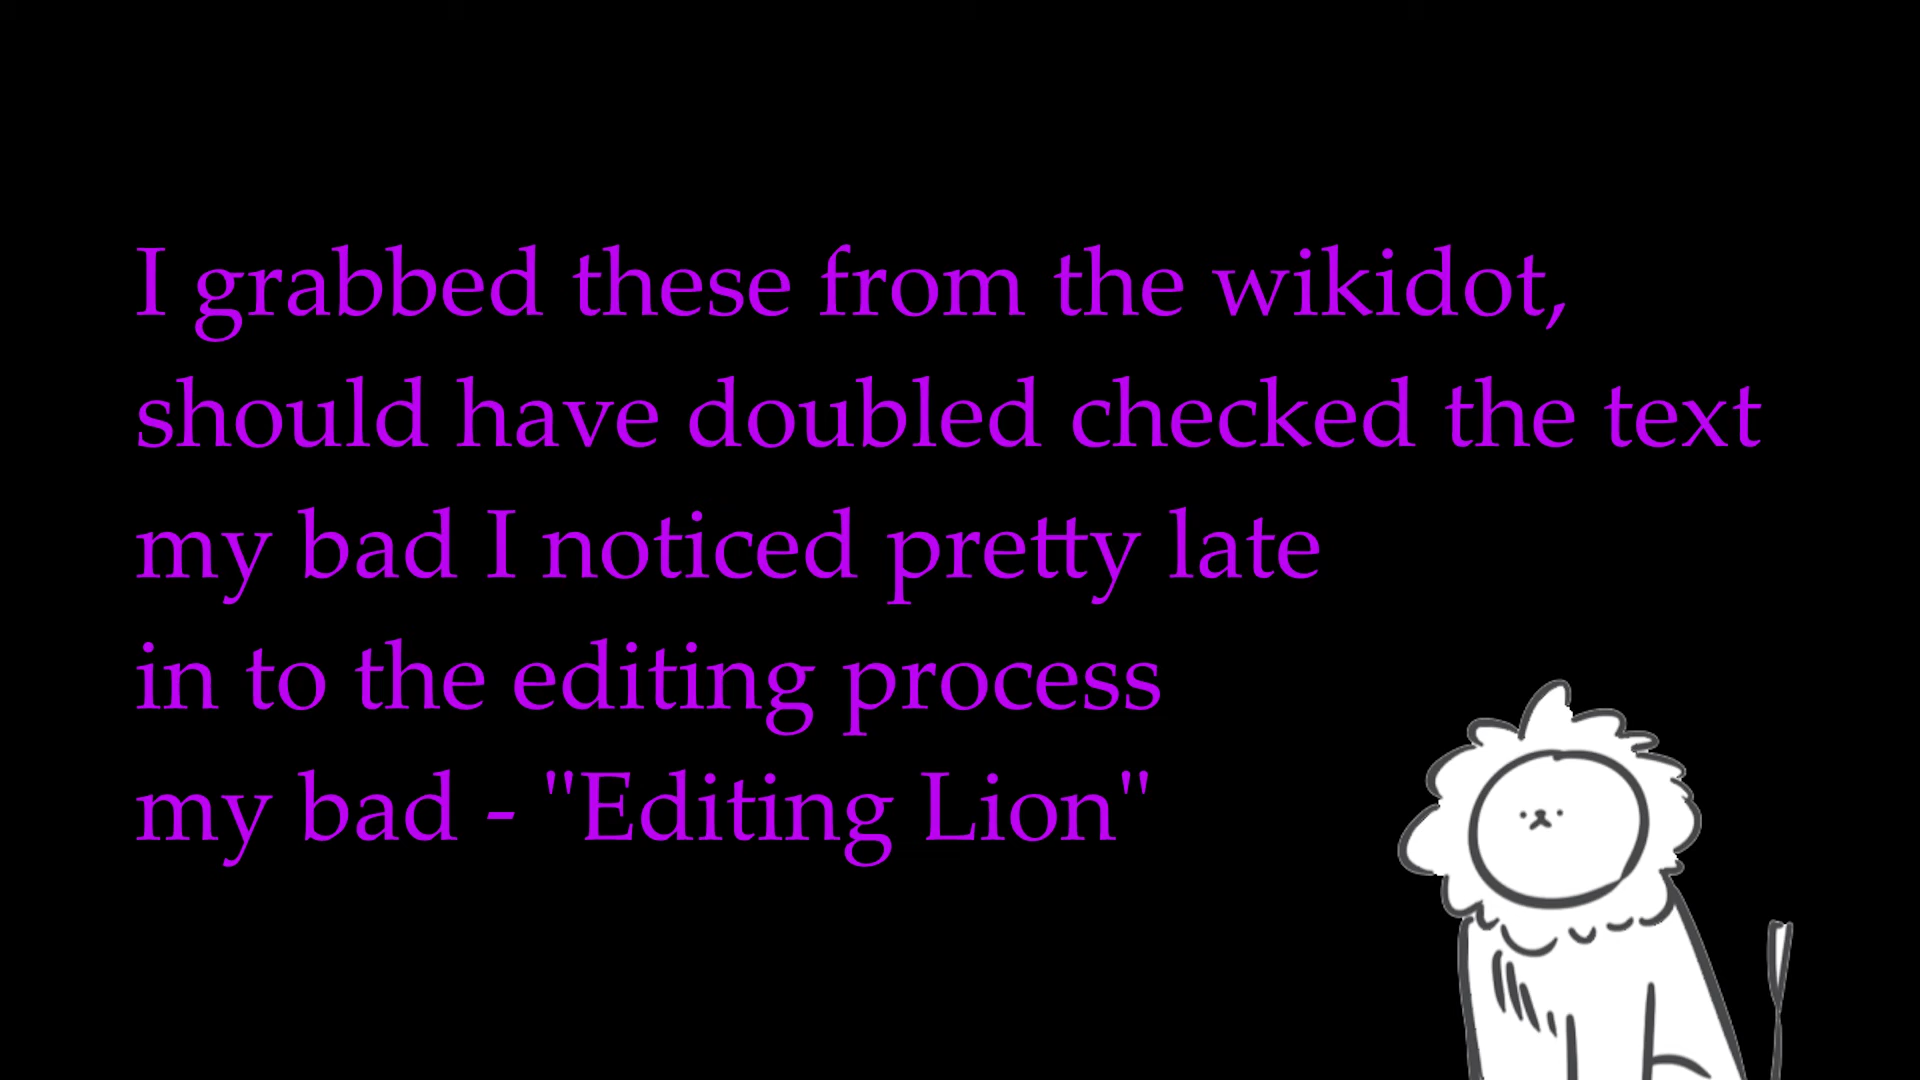 I grabbed these from the wikidot,
should have doubled checked the text
my bad I noticed pretty late
in to the editing process
my bad - "Editing Lion"